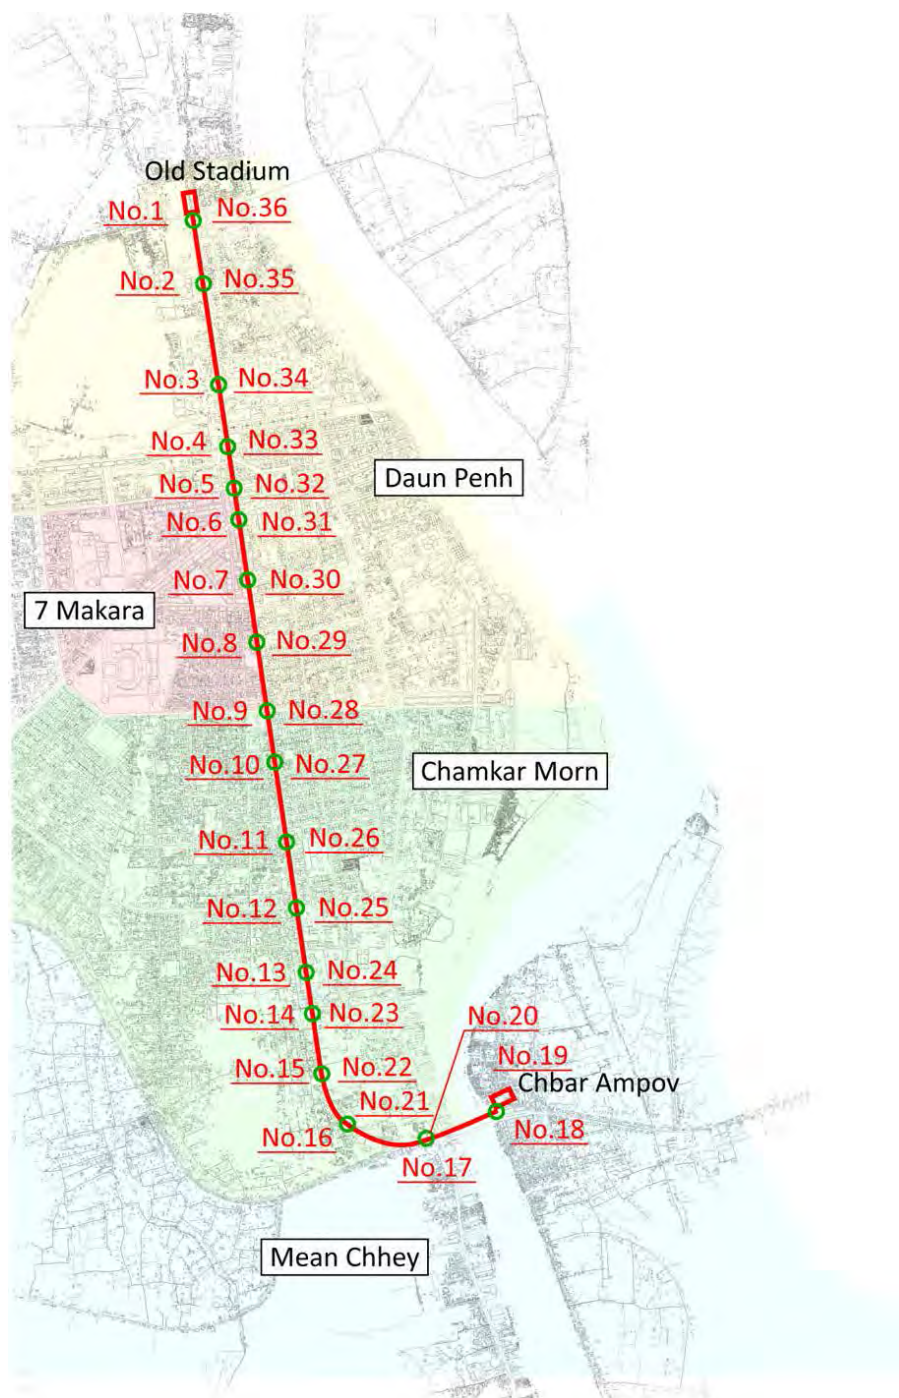 Old Stadium
No.1
No.36
No.2
No.35
No.3
No.34
No.4
No.33
Daun Penh
No.5
No.32
No.6
No.31
No.7
No.30
7 Makara
No.8
No.29
No.9
No.28
No.10
No.27
Chamkar Morn
No.11
No.26
No.12
No.25
No.13
No.24
No.14
No.23
No.20
No.15
No.22
No.19
Chbar Ampov
No.21
No.16
No.18
No.17
Mean Chhey